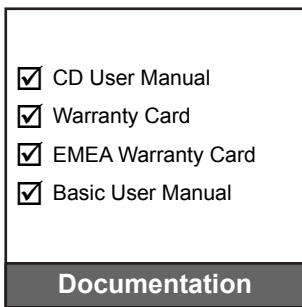 CD User Manual
Warranty Card
EMEA Warranty Card
Basic User Manual
Documentation